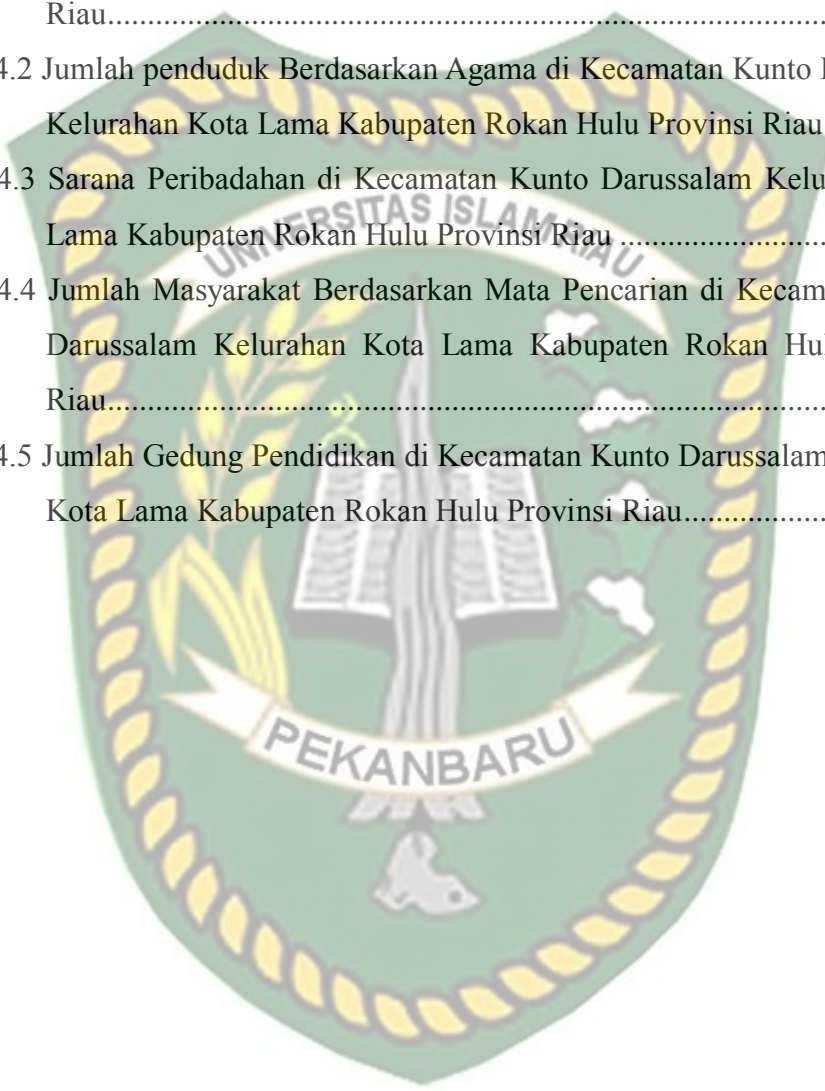 Riau...............................................................................................
4.2 Jumlah penduduk Berdasarkan Agama di Kecamatan Kunto
Kelurahan Kota Lama Kabupaten Rokan Hulu Provinsi Riau
4.3 Sarana Peribadahan di Kecamatan Kunto Darussalam
Lama Kabupaten Rokan Hulu Provinsi Riau ..........................
UNIVERSITAS ISLAM RIAU
4.4 Jumlah Masyarakat Berdasarkan Mata Pencarian di
Darussalam Kelurahan Kota Lama Kabupaten Rokan
Riau...............................................................................................
4.5 Jumlah Gedung Pendidikan di Kecamatan Kunto Darussalam
Kota Lama Kabupaten Rokan Hulu Provinsi Riau..................
PEKANBARU